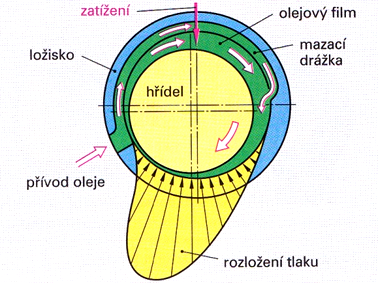 zatížení
olejový film
ložisko
mazací
drážka
hřídel
přívod oleje
rozložení tlaku